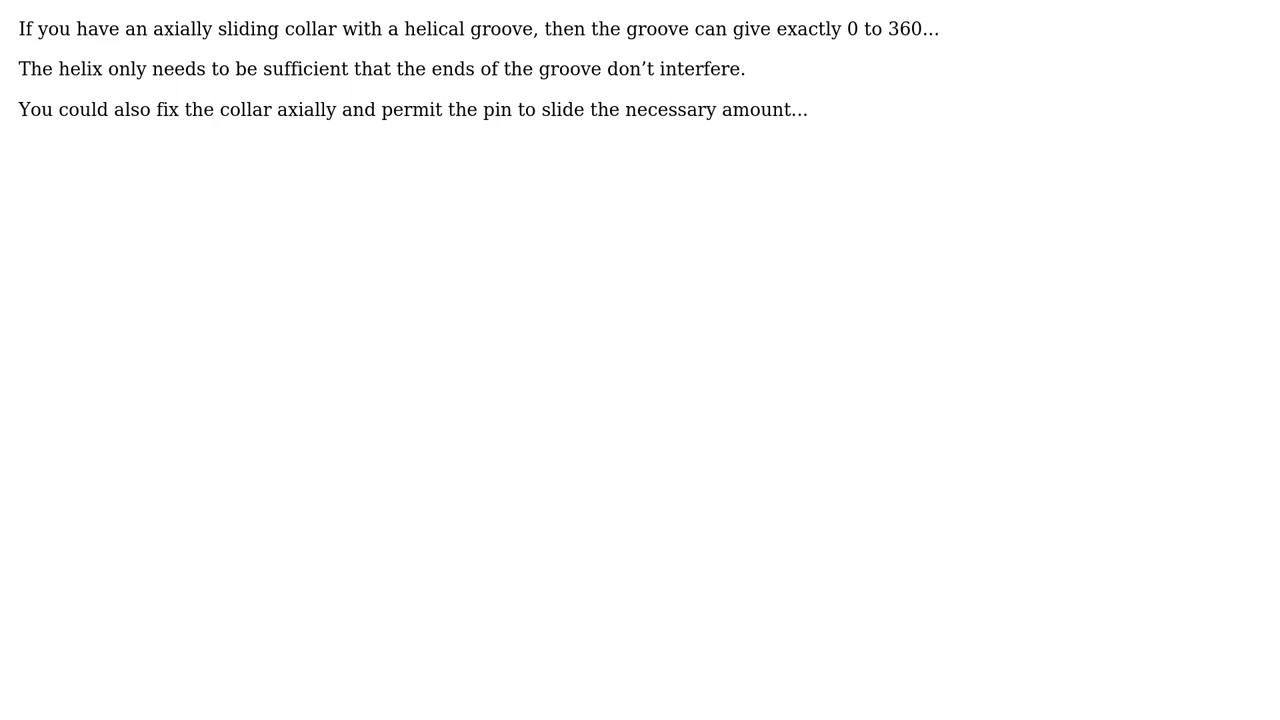 If you have an axially sliding collar with a helical groove, then the groove can give exactly 0 to 360...
The helix only needs to be sufficient that the ends of the groove don’t interfere.
You could also fix the collar axially and permit the pin to slide the necessary amount...